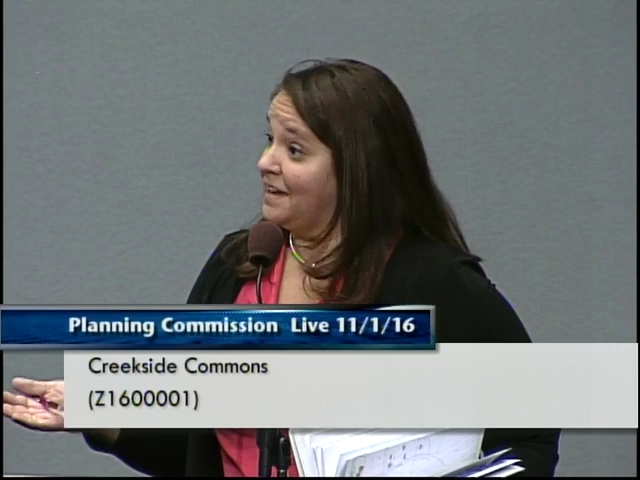 Planning Commission Live 11/1/16
Creekside Commons
(Z1600001)